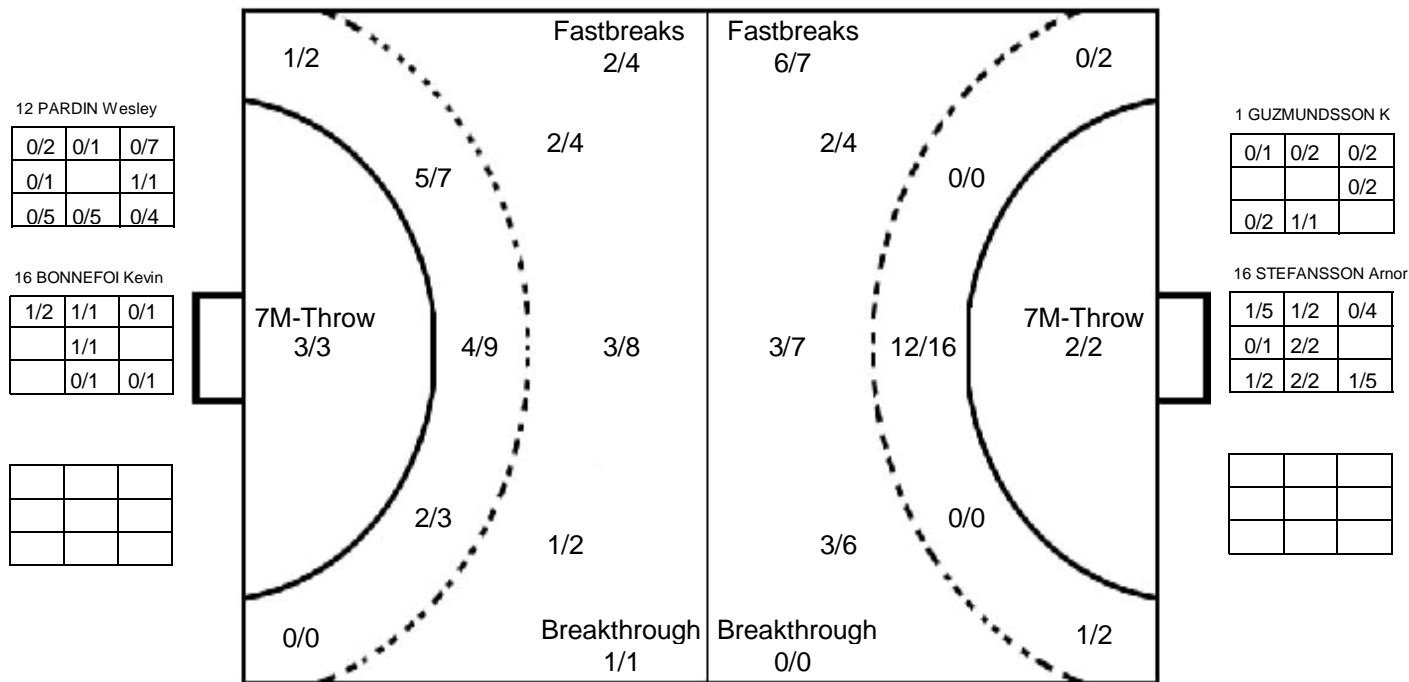 12 PARDIN Wesley
0/2 0/1 0/7
0/1 1/1
0/5 0/5 0/4
16 BONNEFOI Kevin
1/2 1/1 0/1
1/1
0/1 0/1
1/2
Fastbreaks
2/4
2/4
5/7
7M-Throw
3/3
4/9
3/8
2/3
1/2
0/0
Breakthrough
1/1
Fastbreaks
6/7
0/2
2/4
0/0
3/7
12/16
7M-Throw
2/2
0/0
3/6
Breakthrough
0/0
1/2
1 GUZMUNDSSON K
0/1 0/2 0/2
0/2
0/2 1/1
16 STEFANSSON Arnor
1/5 1/2 0/4
0/1 2/2
1/2 2/2 1/5